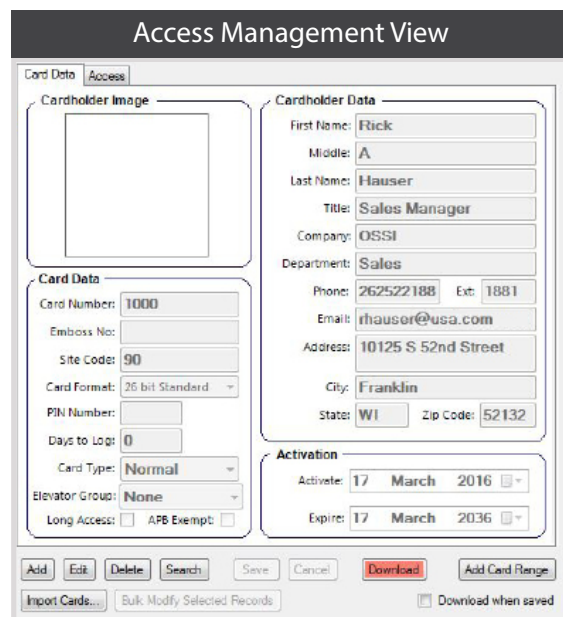 Access Management View
Card Data Access
Cardholder Image
Cardholder Data
First Name: Rick
Middle: A
Last Name: Hauser
Title: Sales Manager
Company: OSSI
Department: Sales
Phone: 262522188 Ext: 1881
Email: rhauser@usa.com
Address: 10125 S 52nd Street
City: Franklin
State: WI Zip Code: 52132
Card Data
Card Number: 1000
Emboss No:
Site Code: 90
Card Format: 26 bit Standard
PIN Number:
Days to Log: 0
Card Type: Normal
Elevator Group: None
Long Access: APB Exempt:
Activation
Activate: 17 March 2016
Expire: 17 March 2036
Add Edit Delete Search Save Cancel Download Add Card Range
Import Cards... Bulk Modify Selected Records Download when saved